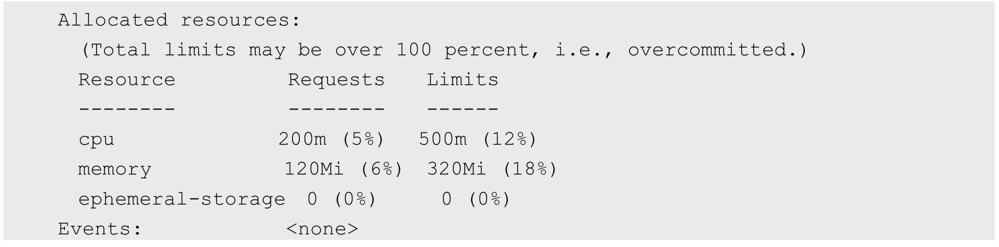 Allocated resources:
(Total limits may be over 100 percent, i.e., overcommitted.)
Resource Requests Limits
-------- -------- ------
cpu 200m (5%) 500m (12%)
memory 120Mi (6%) 320Mi (18%)
ephemeral-storage 0 (0%) 0 (0%)
Events: <none>